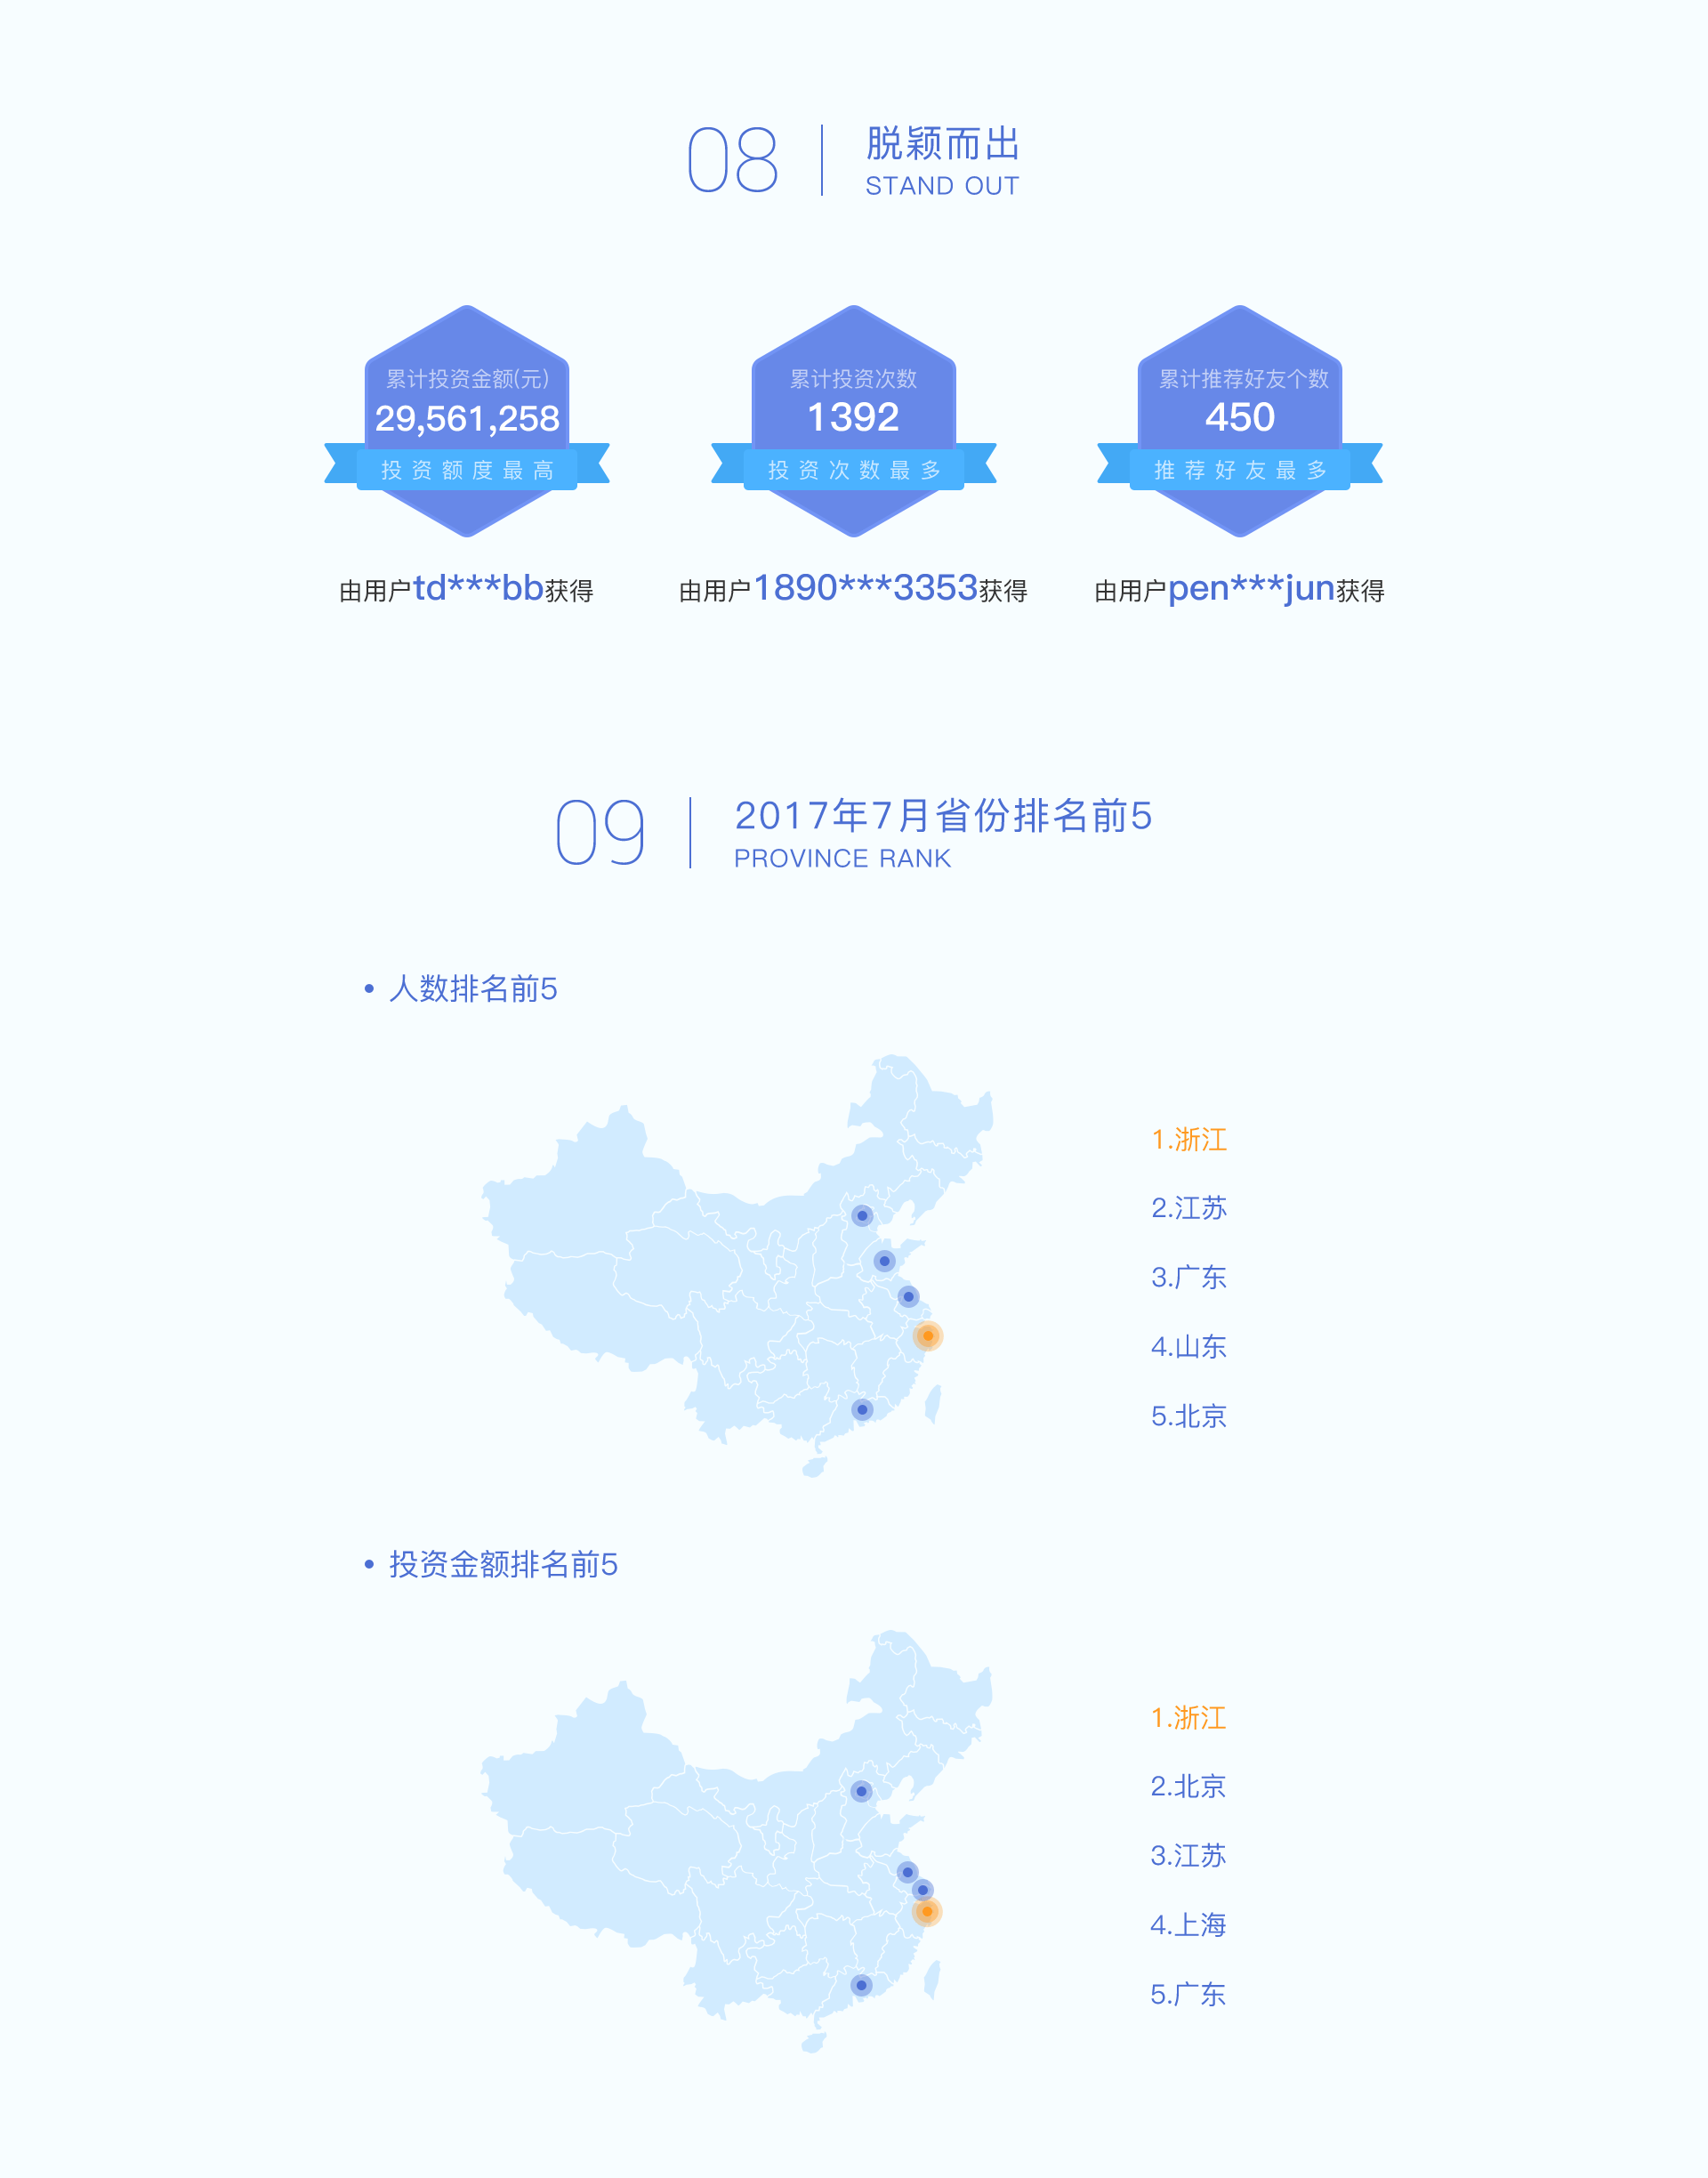 08
脱颖而出
STAND OUT
累计投资金额(元)
29,561,258
投资额度最高
由用户td***bb获得
累计投资次数
1392
投资次数最多
由用户1890***3353获得
累计推荐好友个数
450
推荐好友最多
由用户pen***jun获得
09
2017年7月省份排名前5
PROVINCE RANK
• 人数排名前5
1.浙江
2.江苏
3.广东
4.山东
5.北京
• 投资金额排名前5
1.浙江
2.北京
3.江苏
4.上海
5.广东